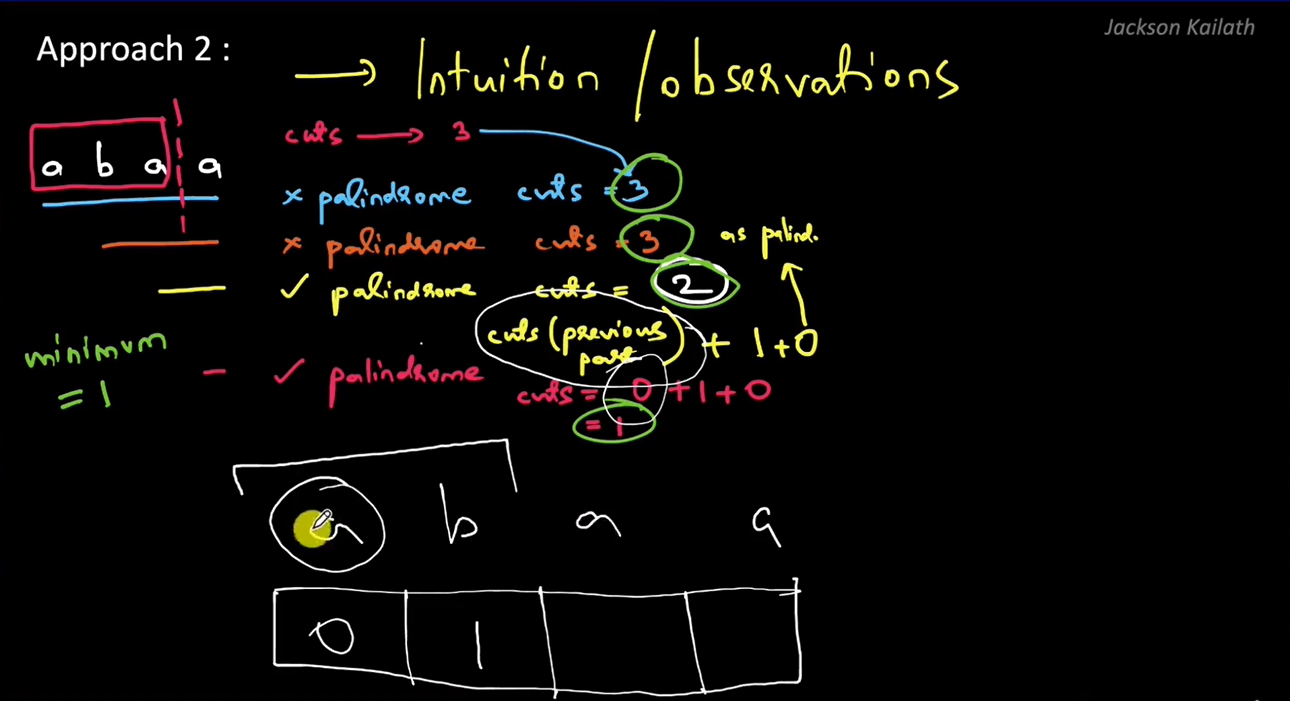 Jackson Kailath
Approach 2 :
→ Intuition / observations
cuts → 3
a b a a
x palindrome cuts = 3
x palindrome cuts = 3 as palind.
✓ palindrome cuts = 2
cuts (previous part) + 1 + 0
minimum = 1
– ✓ palindrome cuts = 0 + 1 + 0
= 1
a b a a
0 1